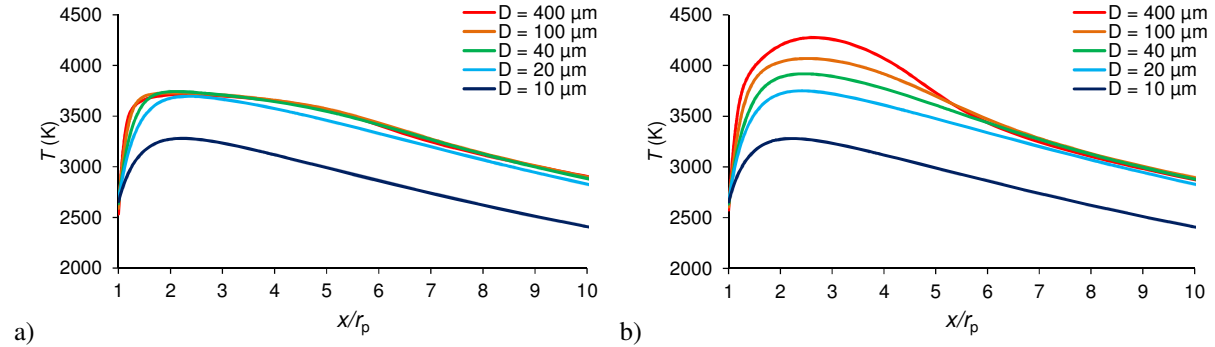 4500
4000
3500
3000
2500
2000
T (K)
1 2 3 4 5 6 7 8 9 10
x/rp
D = 400 µm
D = 100 µm
D = 40 µm
D = 20 µm
D = 10 µm
a)
4500
4000
3500
3000
2500
2000
T (K)
1 2 3 4 5 6 7 8 9 10
x/rp
D = 400 µm
D = 100 µm
D = 40 µm
D = 20 µm
D = 10 µm
b)